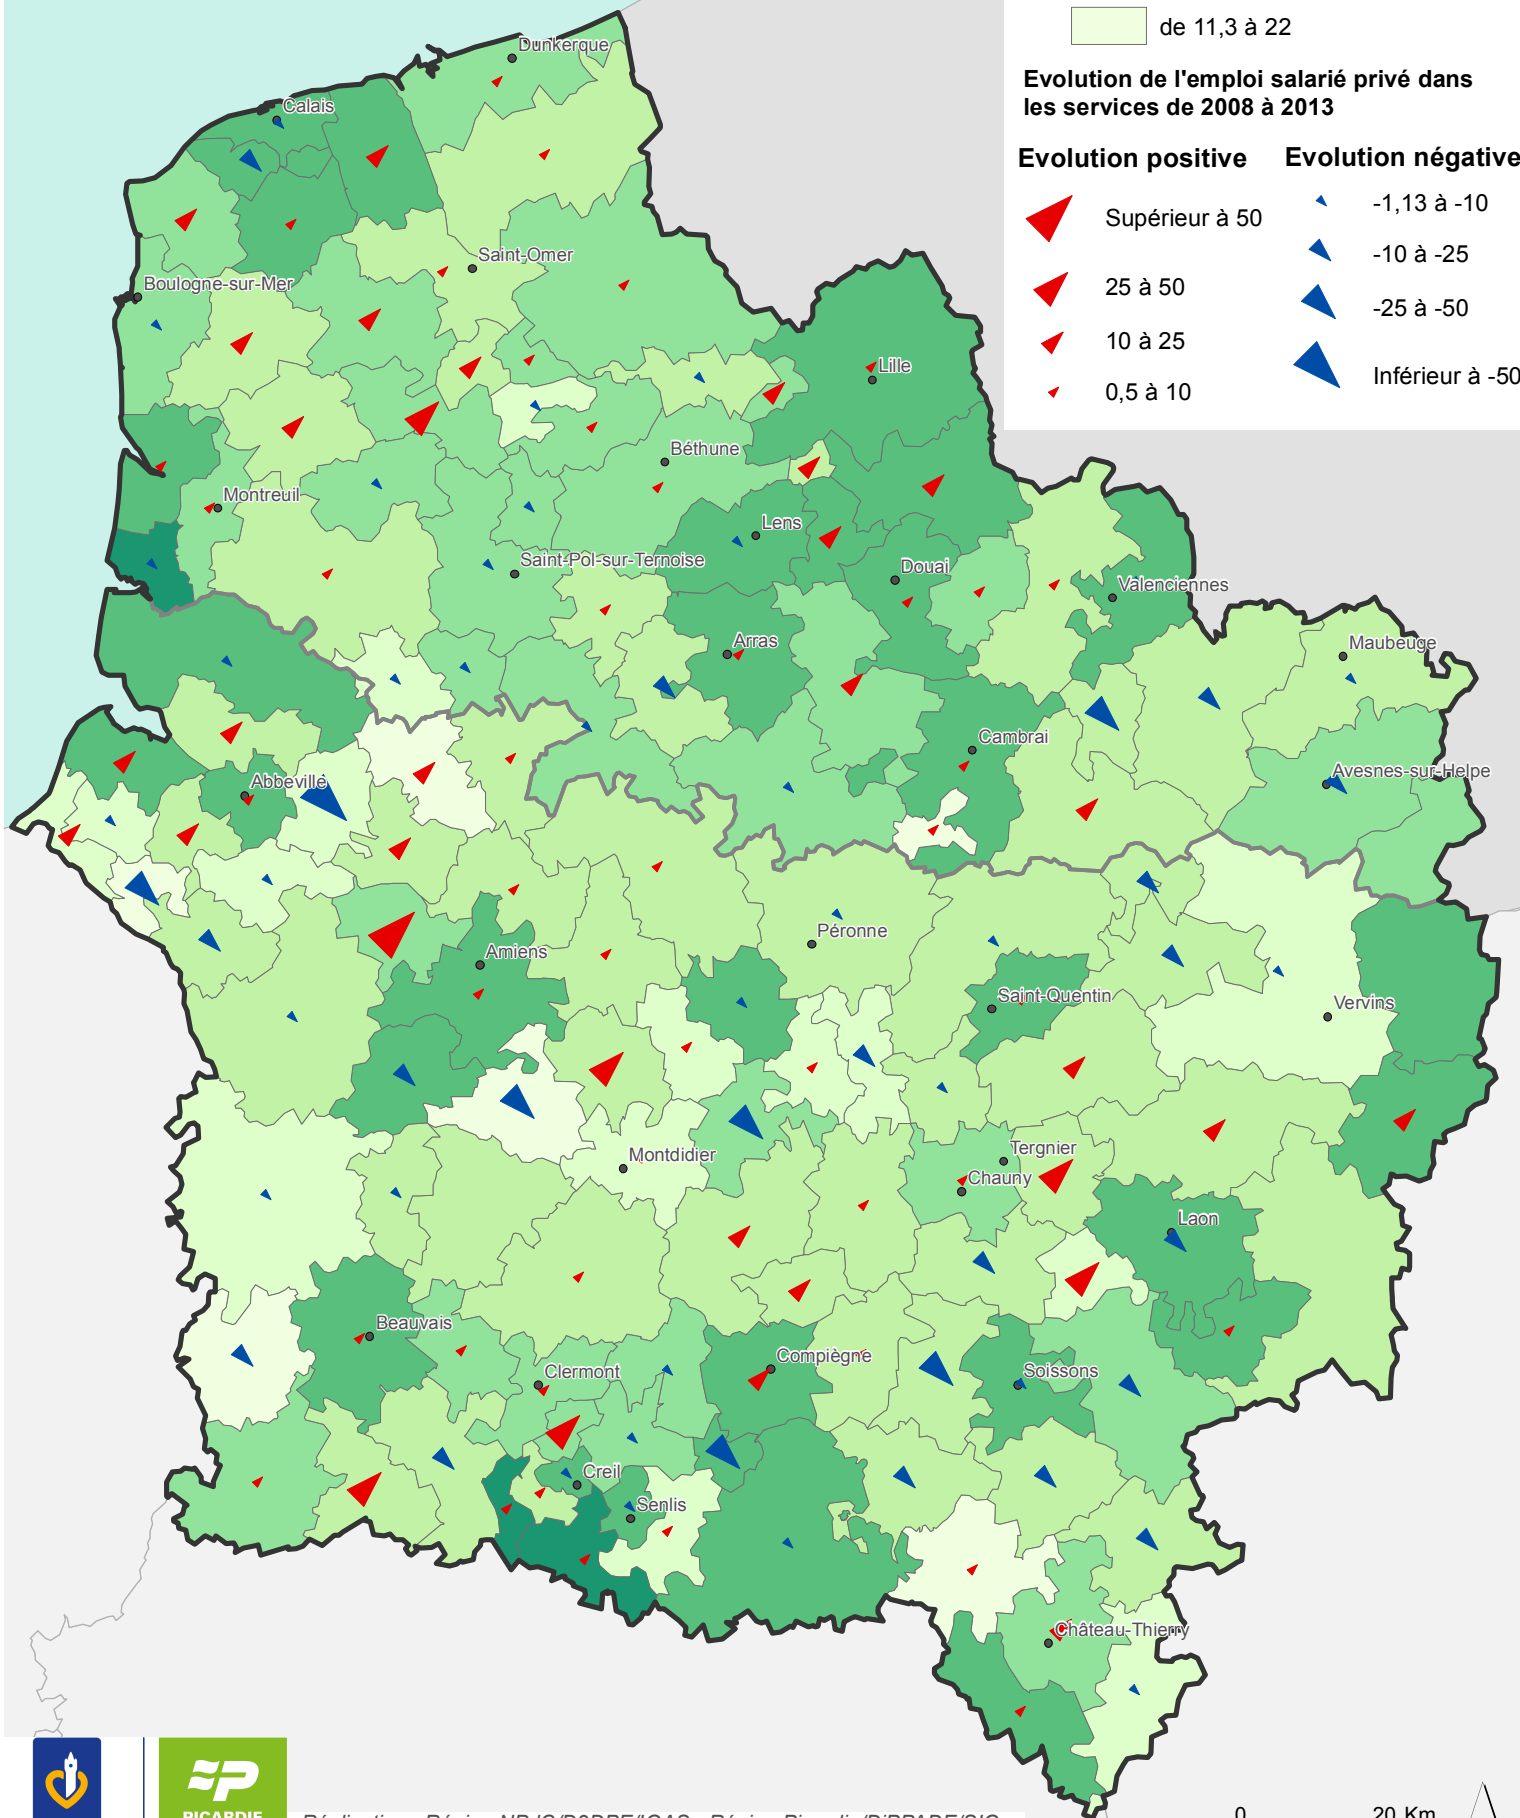 de 11,3 à 22
Evolution de l'emploi salarié privé dans
les services de 2008 à 2013
Evolution positive
Supérieur à 50
25 à 50
10 à 25
0,5 à 10
Evolution négative
-1,13 à -10
-10 à -25
-25 à -50
Inférieur à -50
Dunkerque
Calais
Saint-Omer
Boulogne-sur-Mer
Lille
Béthune
Montreuil
Lens
Saint-Pol-sur-Ternoise
Douai
Valenciennes
Arras
Maubeuge
Cambrai
Avesnes-sur-Helpe
Abbeville
Péronne
Amiens
Saint-Quentin
Vervins
Montdidier
Tergnier
Chauny
Laon
Beauvais
Compiègne
Clermont
Soissons
Creil
Senlis
Château-Thierry
PICARDIE
0 20 Km